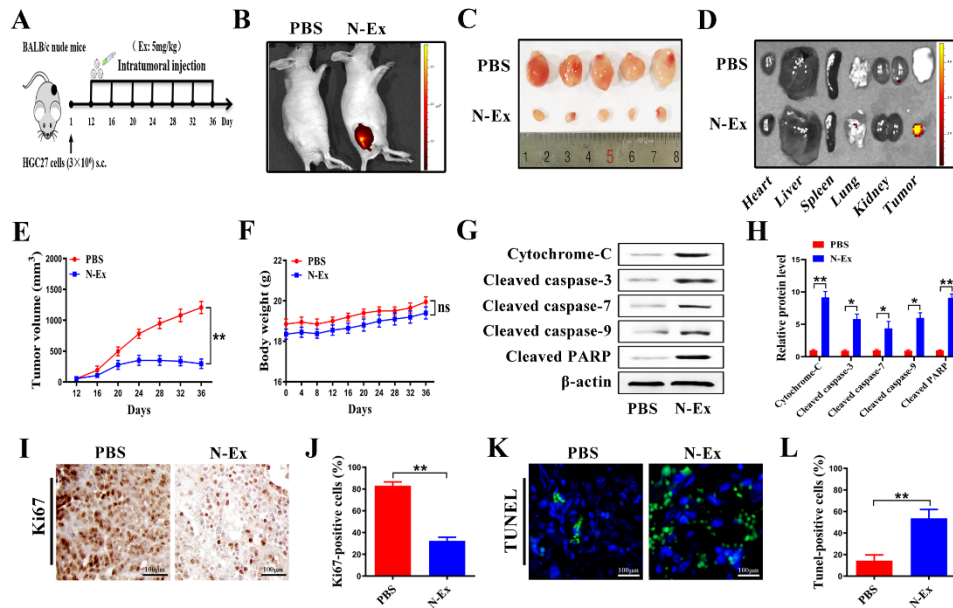 A
BALB/c nude mice
( Ex: 5mg/kg)
Intratumoral injection
1 12 16 20 24 28 32 36 Day
HGC27 cells (3×10⁶) s.c.
B
PBS N-Ex
C
PBS
N-Ex
1 2 3 4 5 6 7 8
D
PBS
N-Ex
Heart Liver Spleen Lung Kidney Tumor
E
PBS
N-Ex
Tumor volume (mm³)
1500
1000
500
0
**
12 16 20 24 28 32 36
Days
F
PBS
N-Ex
Body weight (g)
22
20
18
16
0
ns
0 4 8 12 16 20 24 28 32 36
Days
G
Cytochrome-C
Cleaved caspase-3
Cleaved caspase-7
Cleaved caspase-9
Cleaved PARP
β-actin
PBS N-Ex
H
PBS
N-Ex
Relative protein level
15
10
5
0
** * * * **
Cytochrome-C
Cleaved caspase-3
Cleaved caspase-7
Cleaved caspase-9
Cleaved PARP
I
PBS N-Ex
Ki67
100μm 100μm
J
Ki67-positive cells (%)
100
80
60
40
20
0
**
PBS N-Ex
K
PBS N-Ex
TUNEL
100μm 100μm
L
Tunel-positive cells (%)
100
80
60
40
20
0
**
PBS N-Ex